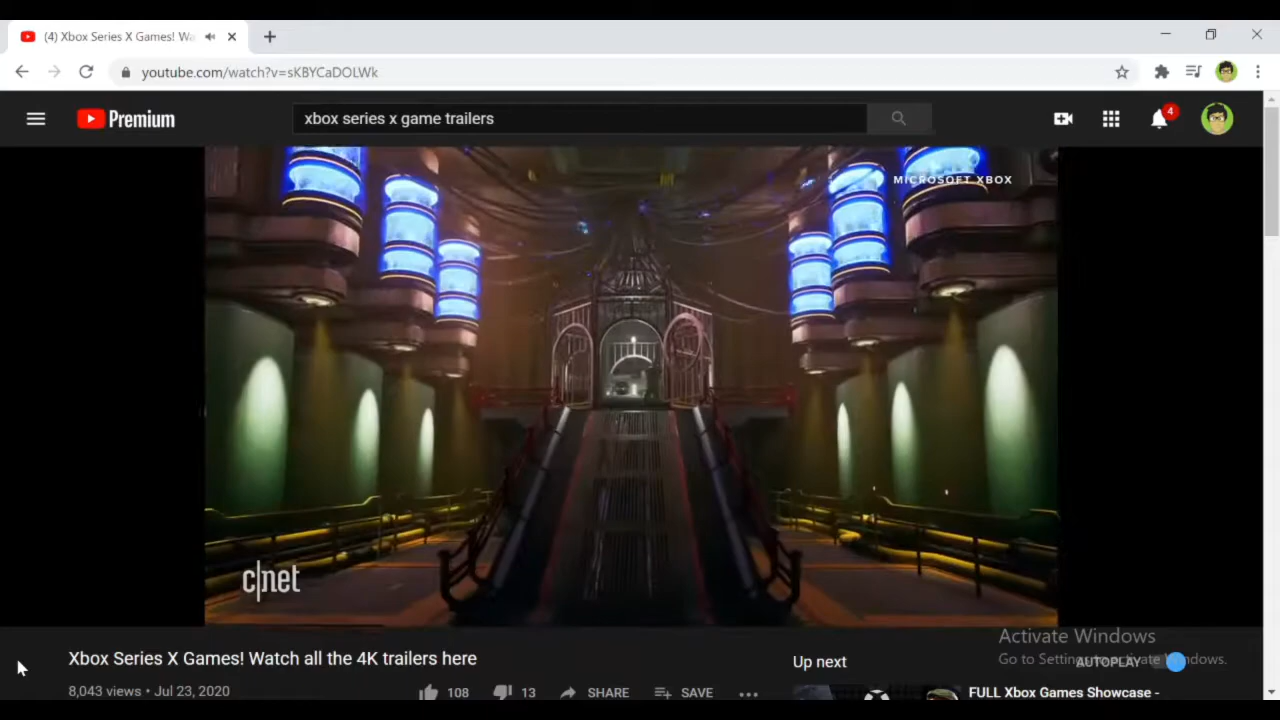 (4) Xbox Series X Games! Wa
youtube.com/watch?v=sKBYCaDOLWk
Premium
xbox series x game trailers
4
MICROSOFT XBOX
c|net
Xbox Series X Games! Watch all the 4K trailers here
8,043 views • Jul 23, 2020
108
13
SHARE
SAVE
Up next
AUTOPLAY
Activate Windows
Go to Settings to activate Windows.
FULL Xbox Games Showcase -